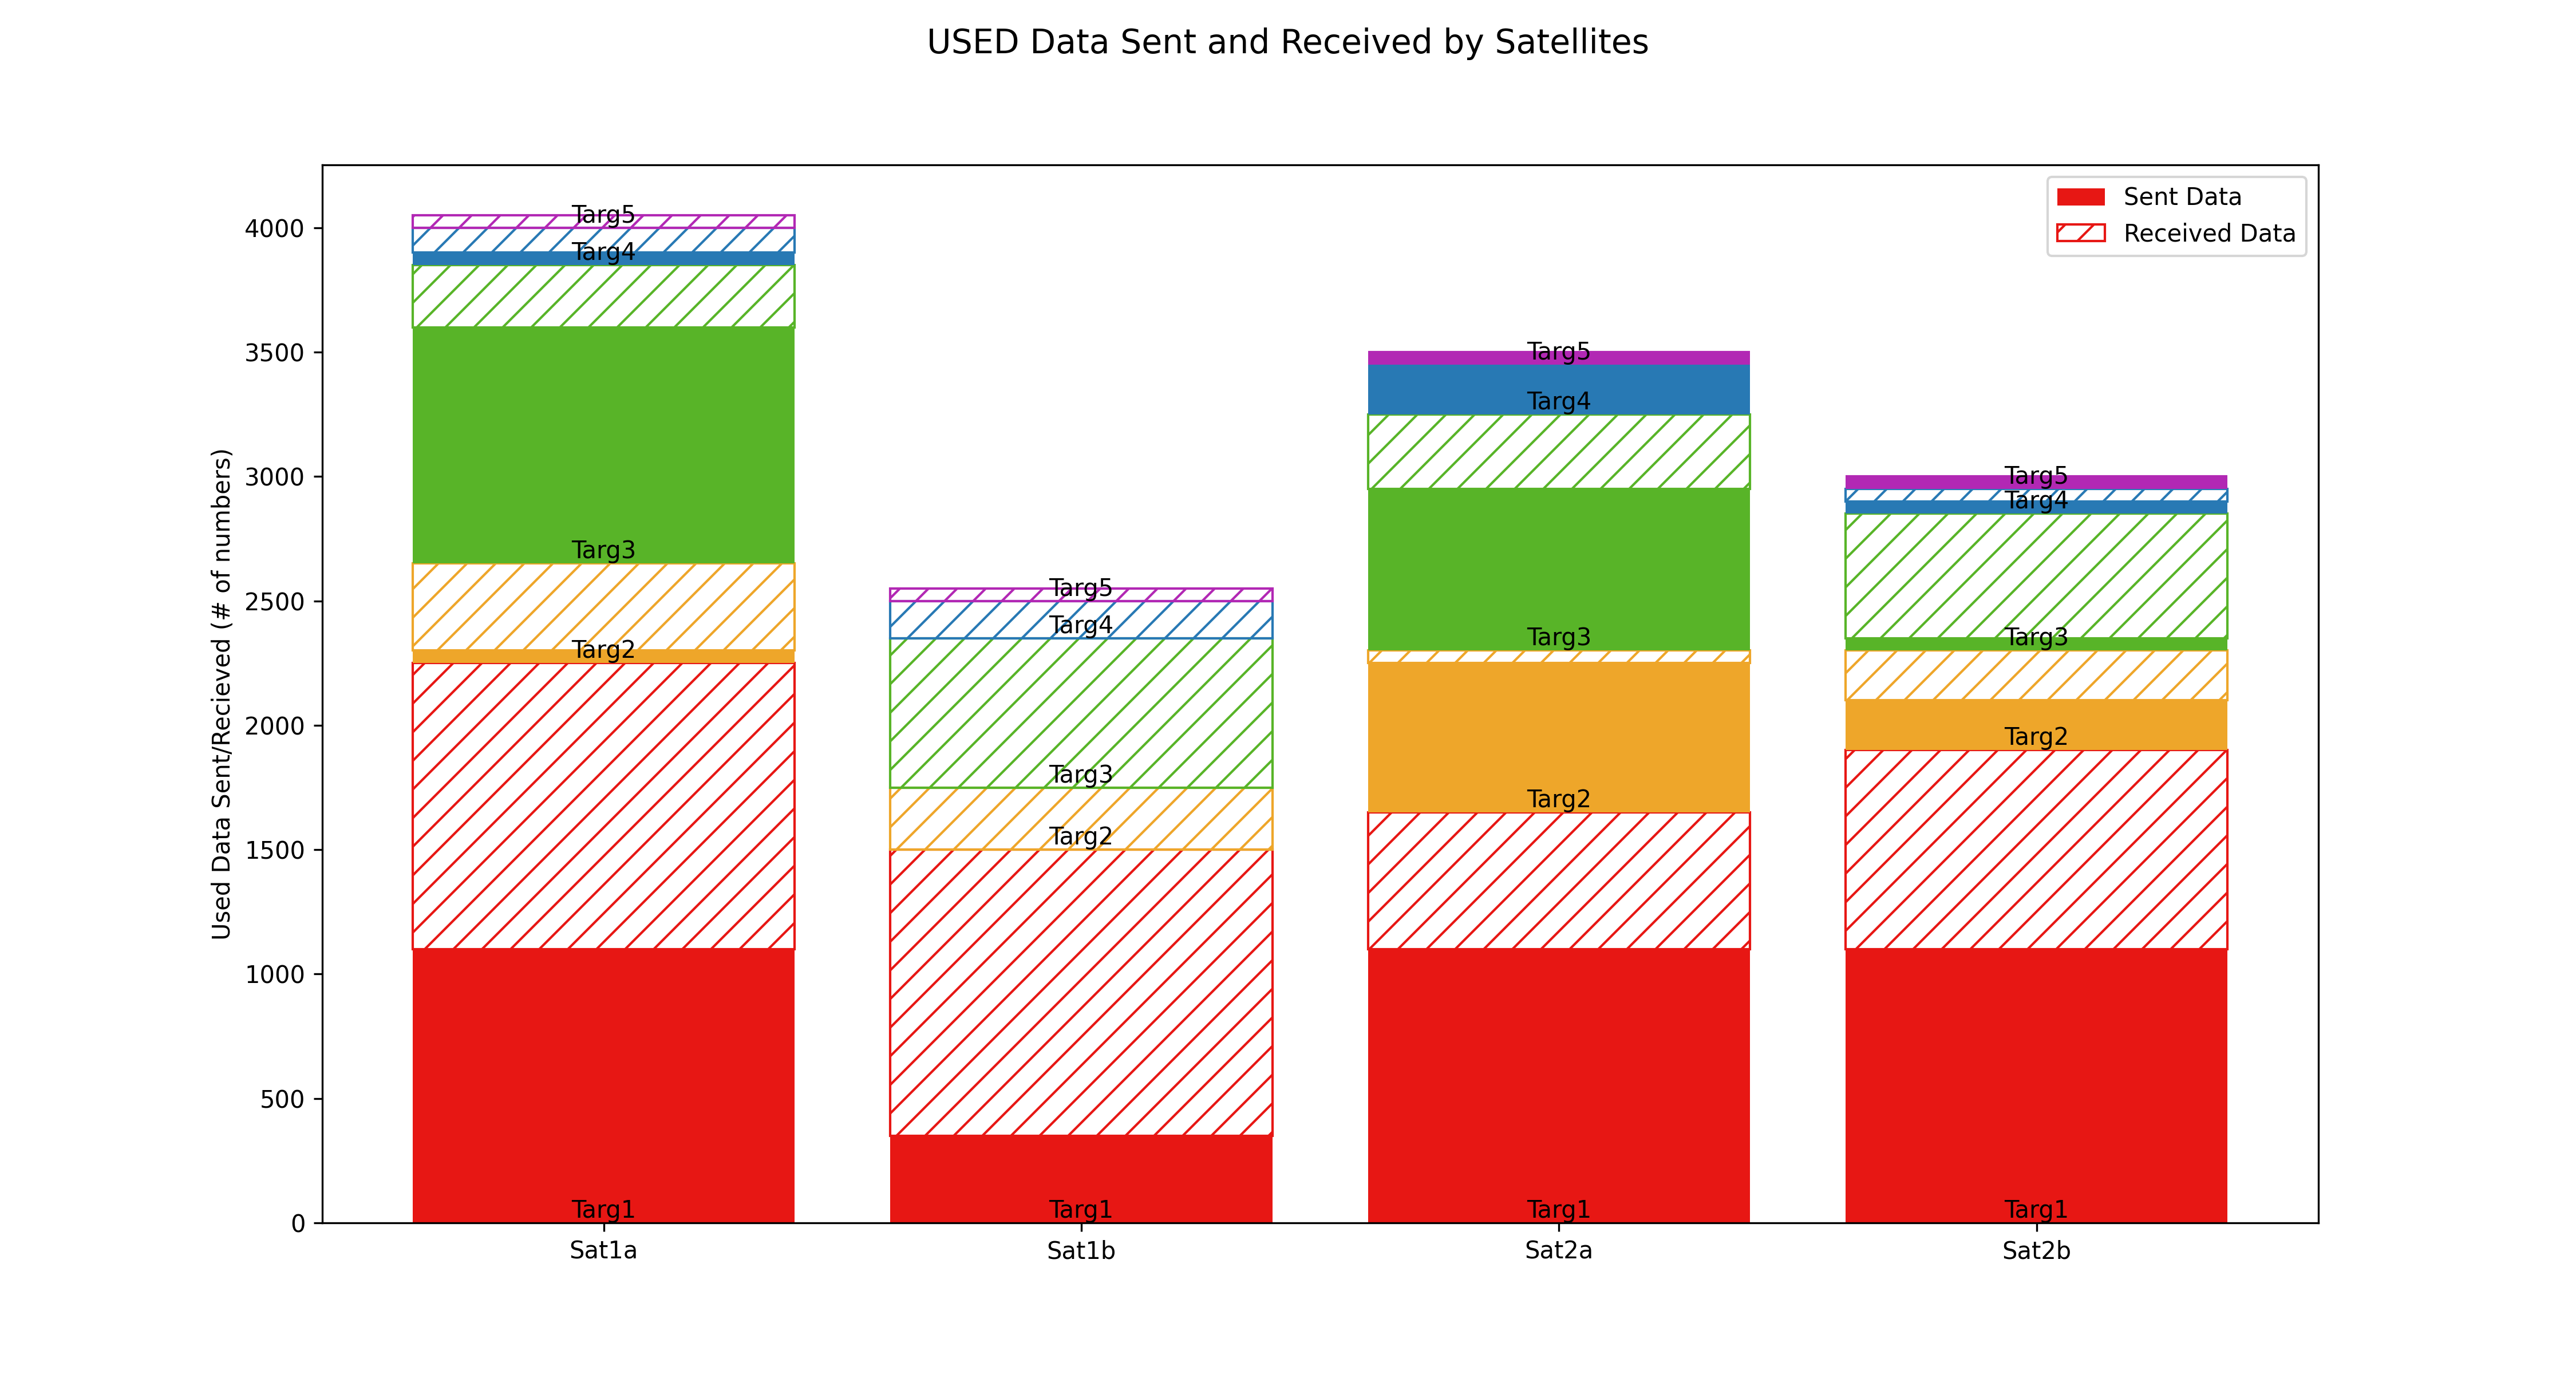 USED Data Sent and Received by Satellites
Sent Data
Received Data
Used Data Sent/Recieved (# of numbers)
4000
3500
3000
2500
2000
1500
1000
500
0
Targ5
Targ4
Targ3
Targ2
Targ1
Targ5
Targ4
Targ3
Targ2
Targ1
Targ5
Targ4
Targ3
Targ2
Targ1
Targ5
Targ4
Targ3
Targ2
Targ1
Sat1a
Sat1b
Sat2a
Sat2b